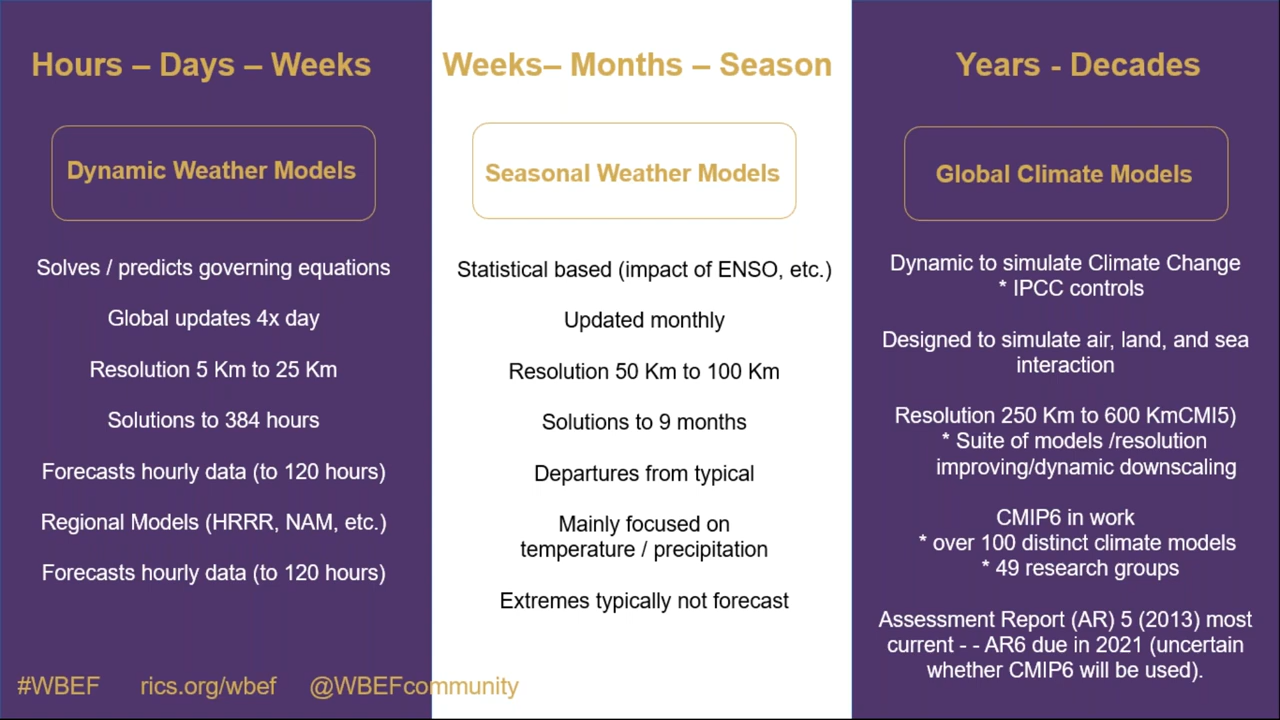 Hours – Days – Weeks
Dynamic Weather Models
Solves / predicts governing equations
Global updates 4x day
Resolution 5 Km to 25 Km
Solutions to 384 hours
Forecasts hourly data (to 120 hours)
Regional Models (HRRR, NAM, etc.)
Forecasts hourly data (to 120 hours)
Weeks– Months – Season
Seasonal Weather Models
Statistical based (impact of ENSO, etc.)
Updated monthly
Resolution 50 Km to 100 Km
Solutions to 9 months
Departures from typical
Mainly focused on
temperature / precipitation
Extremes typically not forecast
Years - Decades
Global Climate Models
Dynamic to simulate Climate Change
* IPCC controls
Designed to simulate air, land, and sea
interaction
Resolution 250 Km to 600 KmCMI5)
* Suite of models /resolution
improving/dynamic downscaling
CMIP6 in work
* over 100 distinct climate models
* 49 research groups
Assessment Report (AR) 5 (2013) most
current - - AR6 due in 2021 (uncertain
whether CMIP6 will be used).
#WBEF rics.org/wbef @WBEFcommunity